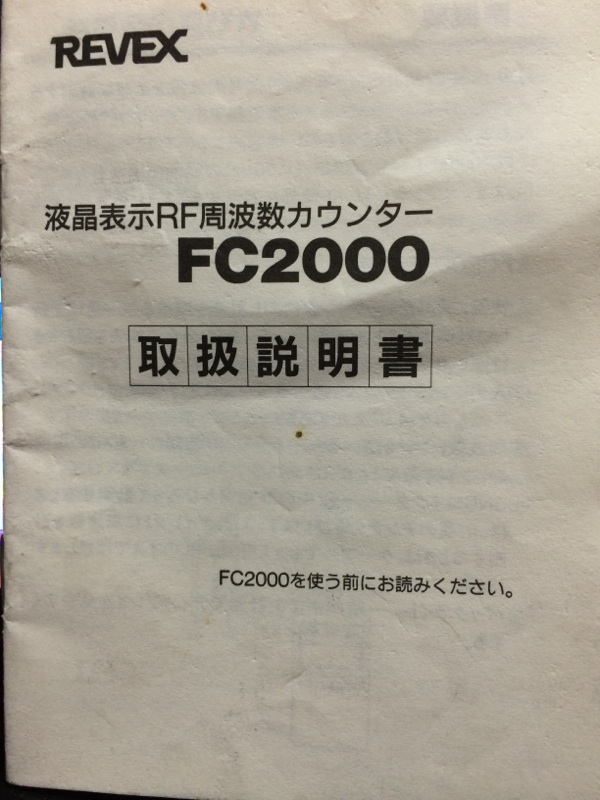 REVEX
液晶表示RF周波数カウンター
FC2000
取扱説明書
FC2000を使う前にお読みください。